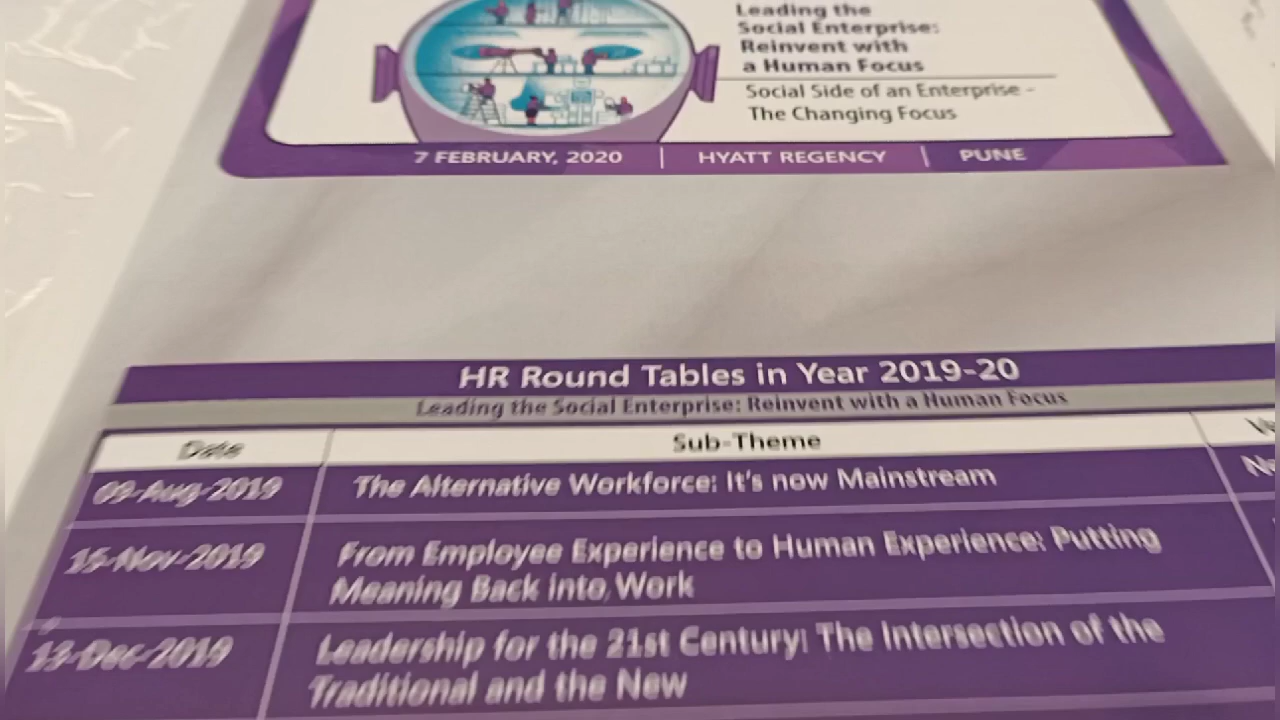 Leading the
Social Enterprise:
Reinvent with
a Human Focus
Social Side of an Enterprise -
The Changing Focus
7 FEBRUARY, 2020 | HYATT REGENCY | PUNE
HR Round Tables in Year 2019-20
Leading the Social Enterprise: Reinvent with a Human Focus
Date Sub-Theme
09-Aug-2019 The Alternative Workforce: It's now Mainstream
15-Nov-2019 From Employee Experience to Human Experience: Putting
Meaning Back into Work
13-Dec-2019 Leadership for the 21st Century: The Intersection of the
Traditional and the New